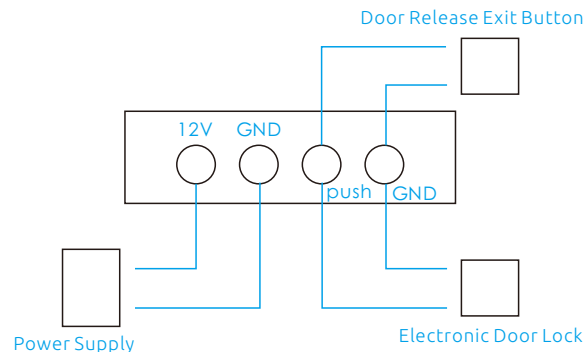 Door Release Exit Button
12V GND
push GND
Power Supply
Electronic Door Lock